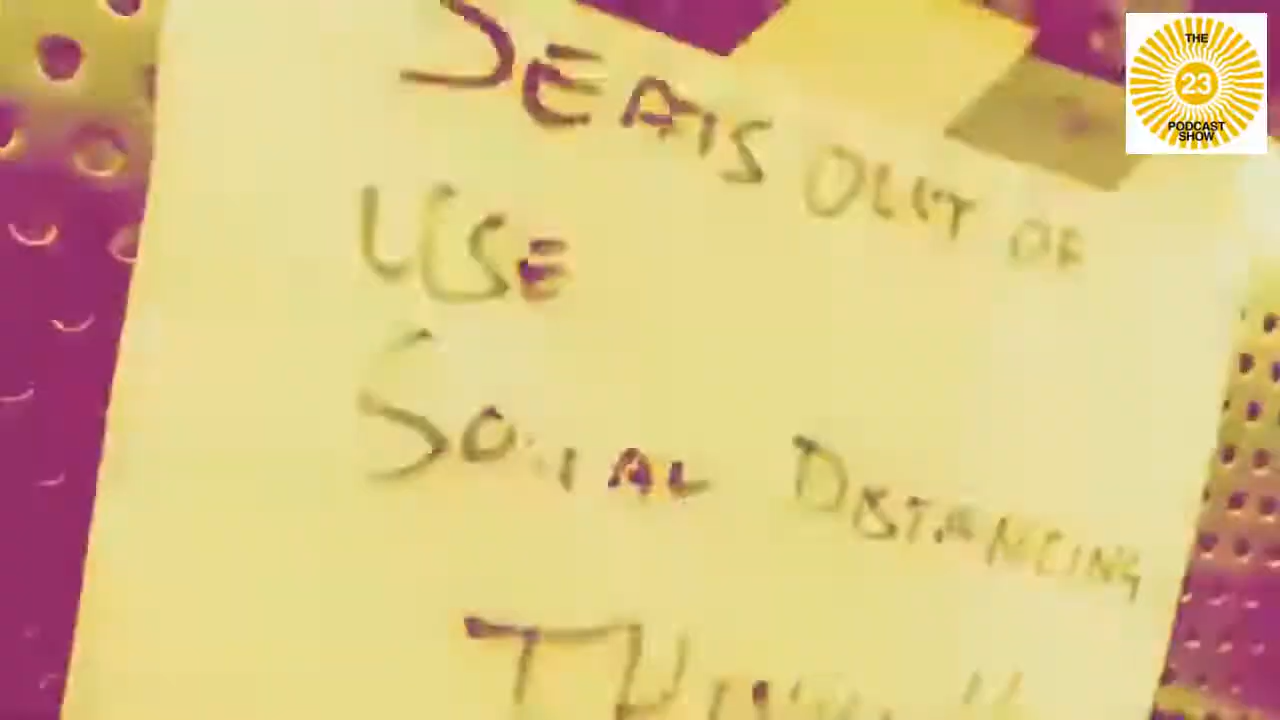 SEATS OUT OF
USE
SOCIAL DISTANCING
THE
23
PODCAST
SHOW